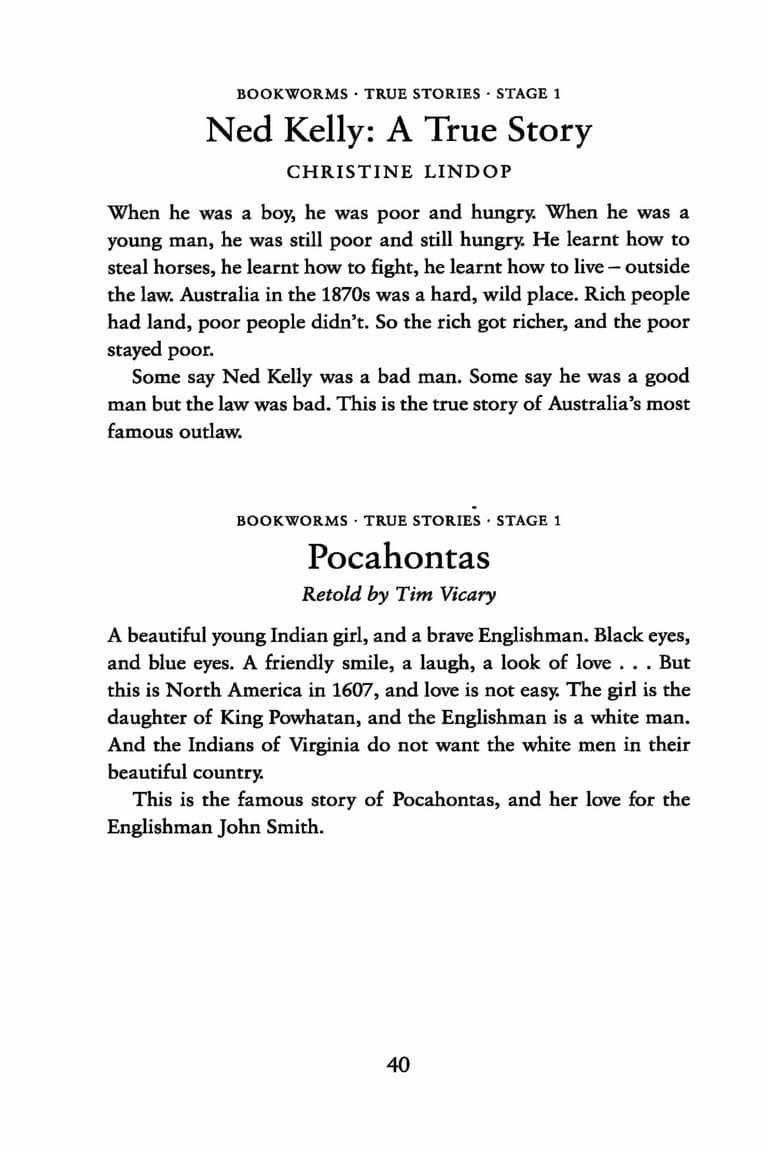 BOOKWORMS · TRUE STORIES · STAGE 1
Ned Kelly: A True Story
CHRISTINE LINDOP
When he was a boy, he was poor and hungry. When he was a
young man, he was still poor and still hungry. He learnt how to
steal horses, he learnt how to fight, he learnt how to live – outside
the law. Australia in the 1870s was a hard, wild place. Rich people
had land, poor people didn't. So the rich got richer, and the poor
stayed poor.
Some say Ned Kelly was a bad man. Some say he was a good
man but the law was bad. This is the true story of Australia's most
famous outlaw.
BOOKWORMS · TRUE STORIES · STAGE 1
Pocahontas
Retold by Tim Vicary
A beautiful young Indian girl, and a brave Englishman. Black eyes,
and blue eyes. A friendly smile, a laugh, a look of love . . . But
this is North America in 1607, and love is not easy. The girl is the
daughter of King Powhatan, and the Englishman is a white man.
And the Indians of Virginia do not want the white men in their
beautiful country.
This is the famous story of Pocahontas, and her love for the
Englishman John Smith.
40